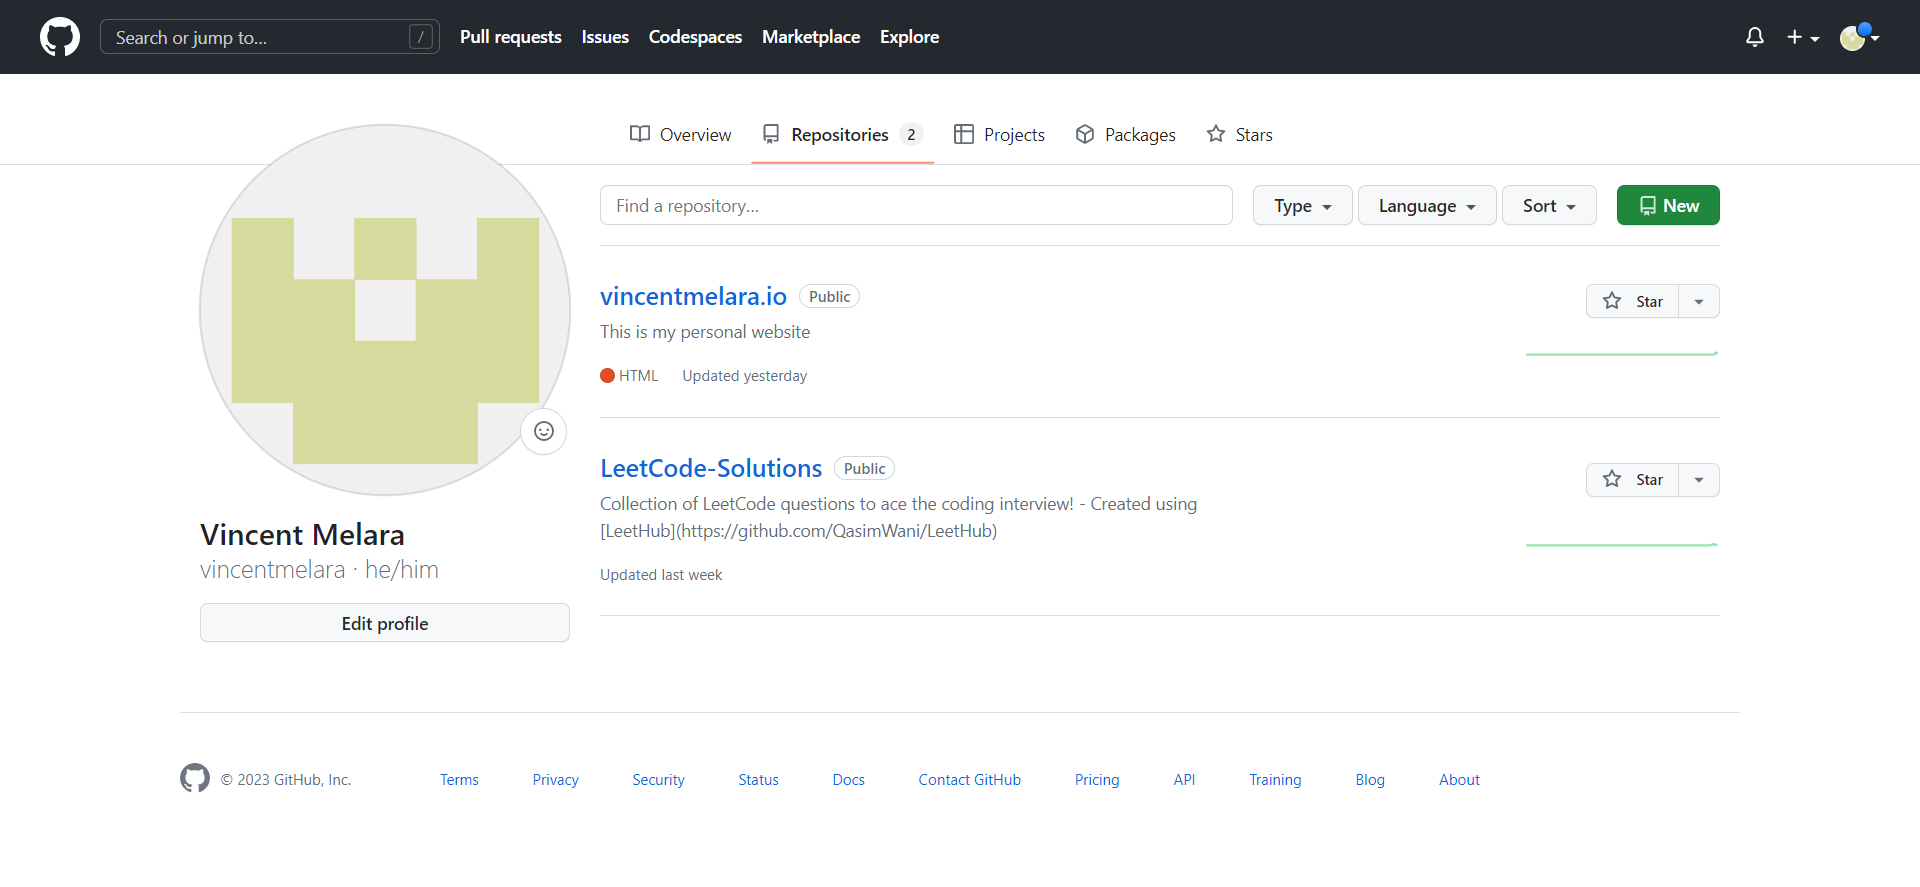 Search or jump to... /
Pull requests Issues Codespaces Marketplace Explore
Overview Repositories 2 Projects Packages Stars
Find a repository... Type Language Sort New
vincentmelara.io Public
Star
This is my personal website
HTML Updated yesterday
LeetCode-Solutions Public
Star
Collection of LeetCode questions to ace the coding interview! - Created using
[LeetHub](https://github.com/QasimWani/LeetHub)
Updated last week
Vincent Melara
vincentmelara · he/him
Edit profile
© 2023 GitHub, Inc. Terms Privacy Security Status Docs Contact GitHub Pricing API Training Blog About